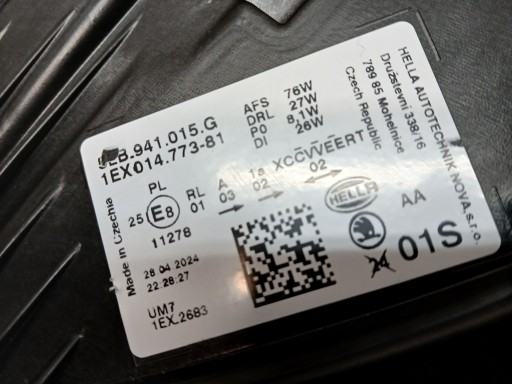 941.015.G
1EX014.773-81
AFS 76W
DRL 27W
PO 8,1W
DI 26W
HELLA AUTOTECHNIK NOVA s.r.o.
Družstevní 338/16
789 85 Mohelnice
Czech Republic
PL
25 E8
11278
RL
01
A
03
1a
02
02
HELLA
AA
01S
Made in Czechia
28 04 2024
22:28:27
UM7
1EX.2683